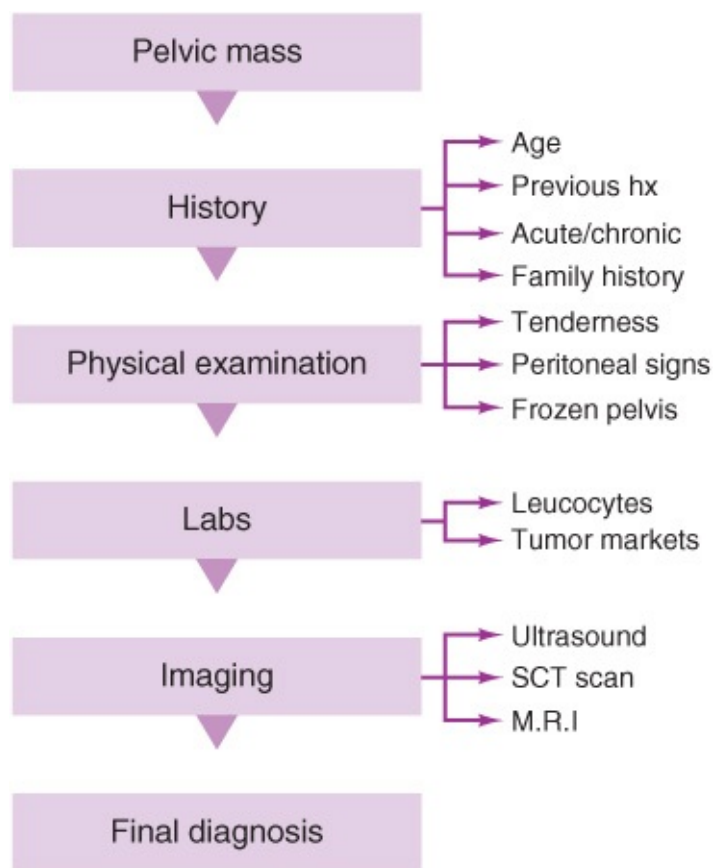 Pelvic mass
History
Age
Previous hx
Acute/chronic
Family history
Physical examination
Tenderness
Peritoneal signs
Frozen pelvis
Labs
Leucocytes
Tumor markets
Imaging
Ultrasound
SCT scan
M.R.I
Final diagnosis